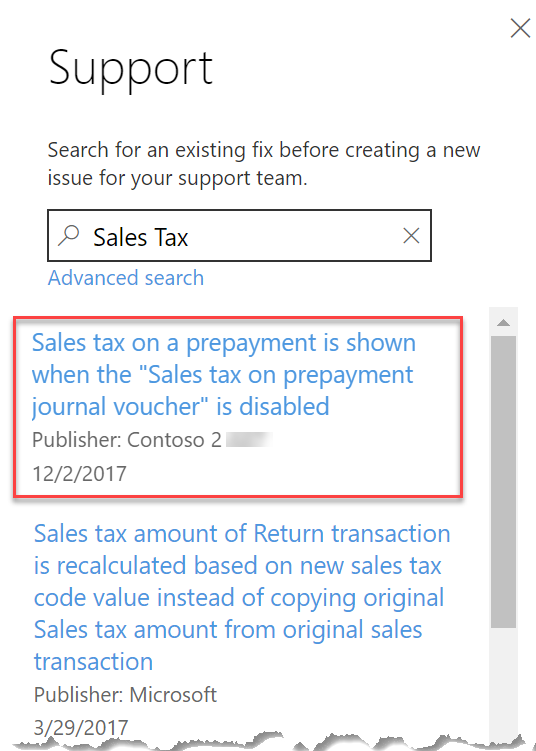 Support
Search for an existing fix before creating a new
issue for your support team.
Sales Tax
Advanced search
Sales tax on a prepayment is shown
when the "Sales tax on prepayment
journal voucher" is disabled
Publisher: Contoso 2
12/2/2017
Sales tax amount of Return transaction
is recalculated based on new sales tax
code value instead of copying original
Sales tax amount from original sales
transaction
Publisher: Microsoft
3/29/2017